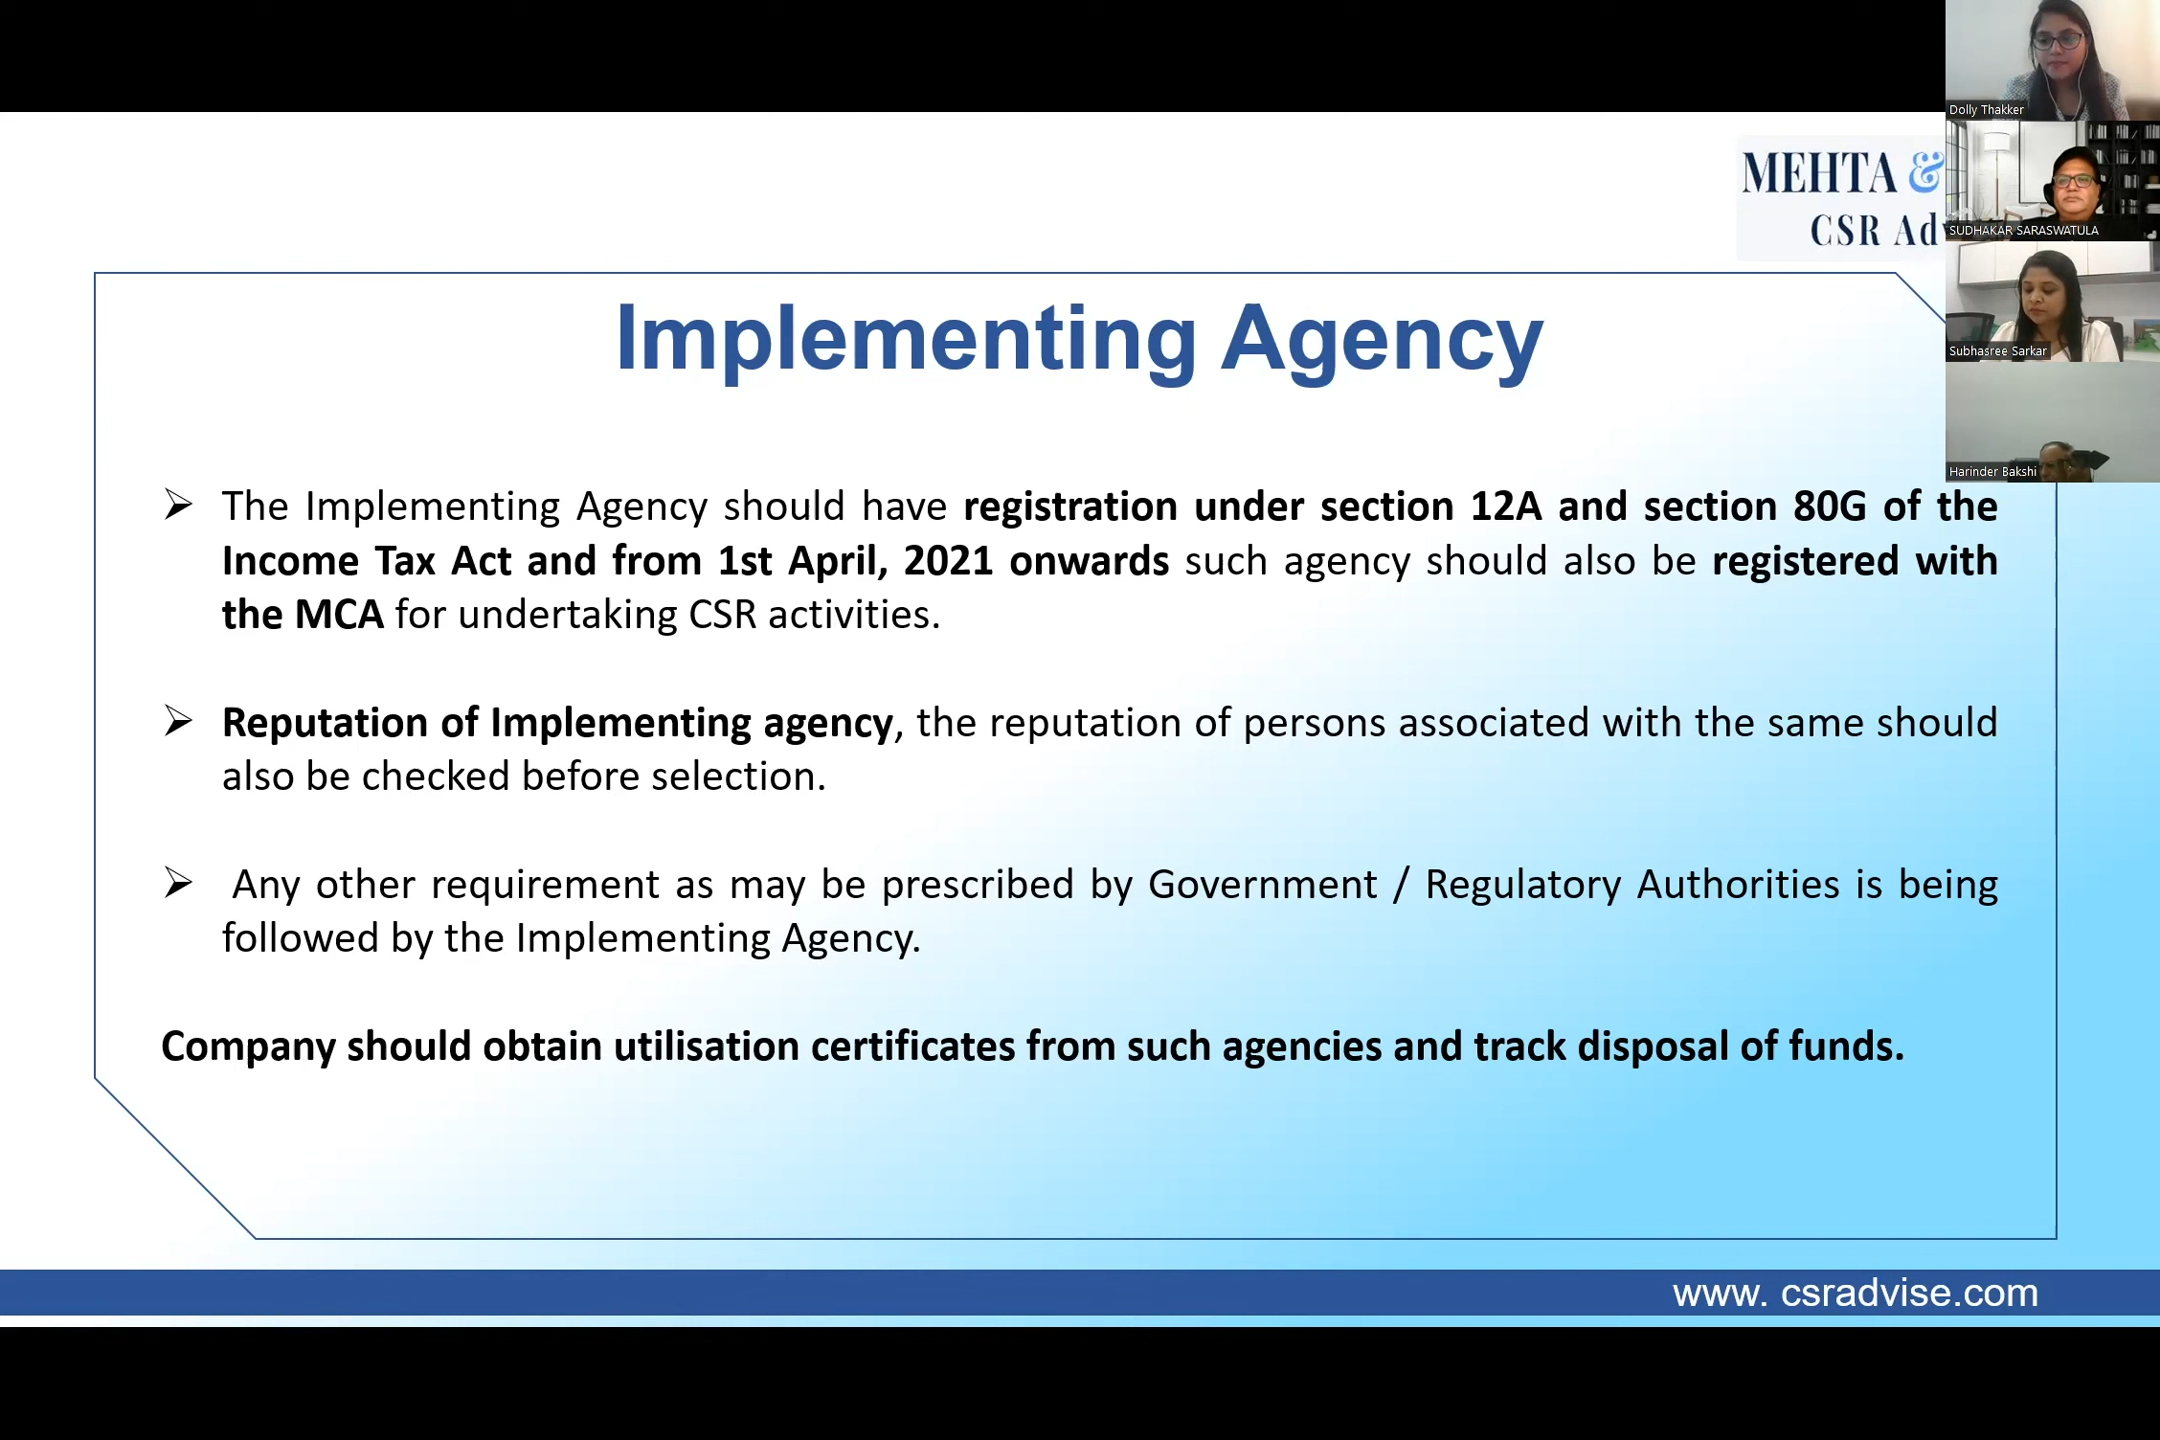 MEHTA &
CSR Adv
Dolly Thakker
SUDHAKAR SARASWATULA
Subhasree Sarkar
Harinder Bakshi
Implementing Agency
➢ The Implementing Agency should have registration under section 12A and section 80G of the
Income Tax Act and from 1st April, 2021 onwards such agency should also be registered with
the MCA for undertaking CSR activities.
➢ Reputation of Implementing agency, the reputation of persons associated with the same should
also be checked before selection.
➢ Any other requirement as may be prescribed by Government / Regulatory Authorities is being
followed by the Implementing Agency.
Company should obtain utilisation certificates from such agencies and track disposal of funds.
www. csradvise.com